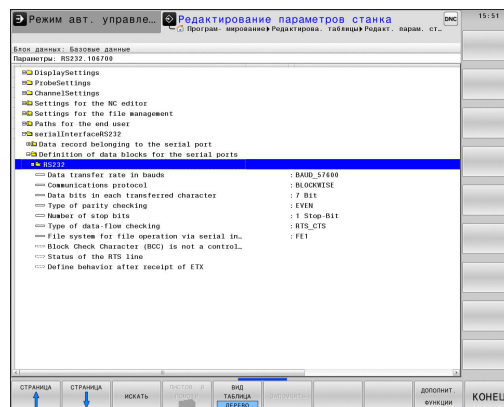 Режим авт. управле…
Редактирование параметров станка
Програм- мирование▶Редактирова. таблицы▶Редакт. парам. ст…
DNC
15:51
Блок данных: Базовые данные
Параметры: RS232.106700
DisplaySettings
ProbeSettings
ChannelSettings
Settings for the NC editor
Settings for the file management
Paths for the end user
serialInterfaceRS232
Data record belonging to the serial port
Definition of data blocks for the serial ports
RS232
Data transfer rate in bauds :BAUD_57600
Communications protocol :BLOCKWISE
Data bits in each transferred character :7 Bit
Type of parity checking :EVEN
Number of stop bits :1 Stop-Bit
Type of data-flow checking :RTS_CTS
File system for file operation via serial in… :FE1
Block Check Character (BCC) is not a control…
Status of the RTS line
Define behavior after receipt of ETX
СТРАНИЦА
СТРАНИЦА
ИСКАТЬ
ВИД
ТАБЛИЦА
ДЕРЕВО
ДОПОЛНИТ.
ФУНКЦИИ
КОНЕЦ